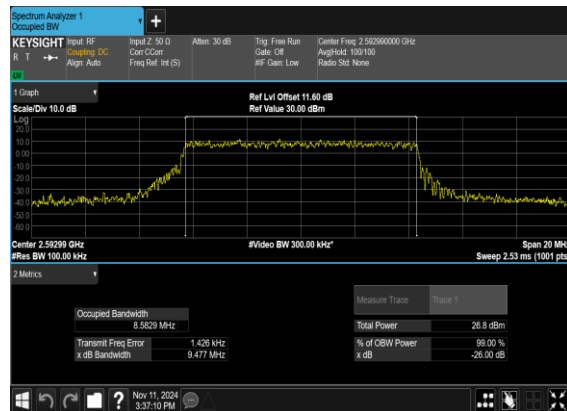 Spectrum Analyzer 1
Occupied BW
+
KEYSIGHT Input: RF Input Z: 50 Ω Atten: 30 dB Trig: Free Run Center Freq: 2.592990000 GHz
R T Coupling: DC Corr CCorr Gate: Off Avg|Hold: 100/100
Align: Auto Freq Ref: Int (S) #IF Gain: Low Radio Std: None
LW
1 Graph
Ref Lvl Offset 11.60 dB
Scale/Div 10.0 dB Ref Value 30.00 dBm
Log
20.0
10.0
0.00
-10.0
-20.0
-30.0
-40.0
-50.0
-60.0
Center 2.59299 GHz #Video BW 300.00 kHz* Span 20 MHz
#Res BW 100.00 kHz Sweep 2.53 ms (1001 pts
2 Metrics
Measure Trace Trace 1
Occupied Bandwidth
8.5829 MHz Total Power 26.8 dBm
Transmit Freq Error 1.426 kHz % of OBW Power 99.00 %
x dB Bandwidth 9.477 MHz x dB -26.00 dB
? Nov 11, 2024
3:37:10 PM